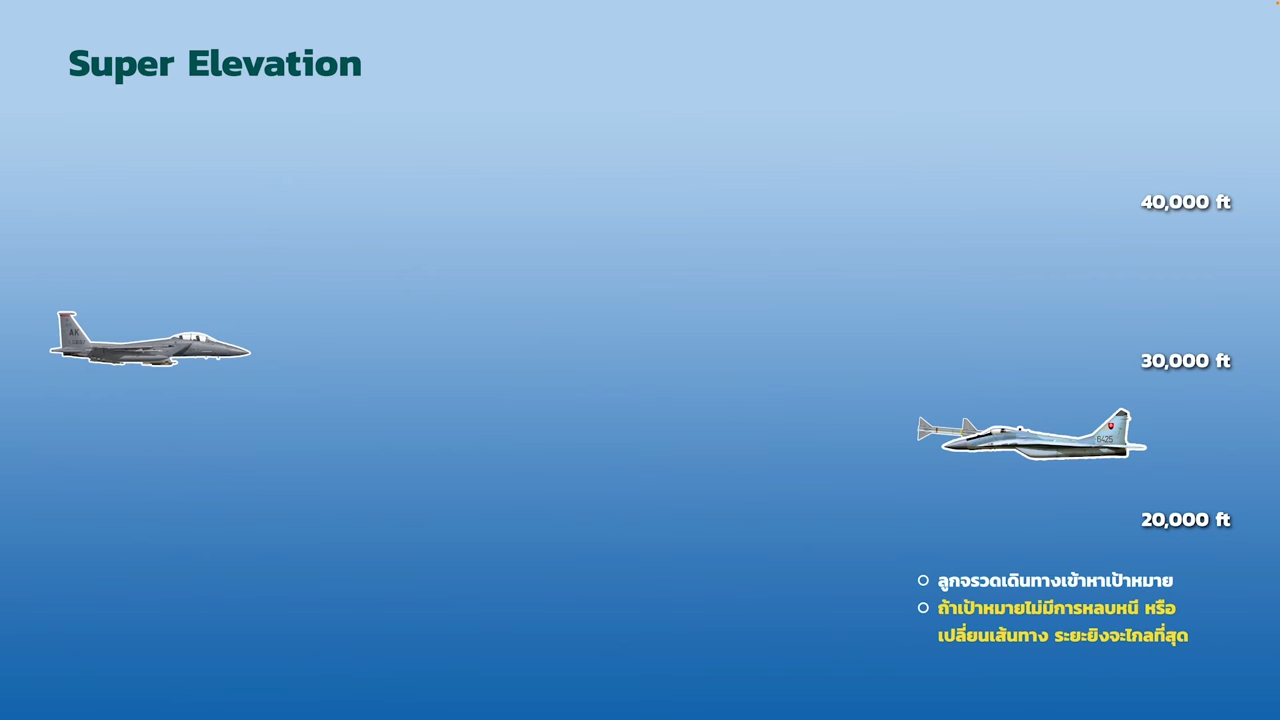 Super Elevation
40,000 ft
AK
30,000 ft
6425
20,000 ft
ลูกจรวดเดินทางเข้าหาเป้าหมาย
ถ้าเป้าหมายไม่มีการหลบหนี หรือ
เปลี่ยนเส้นทาง ระยะยิงจะไกลที่สุด